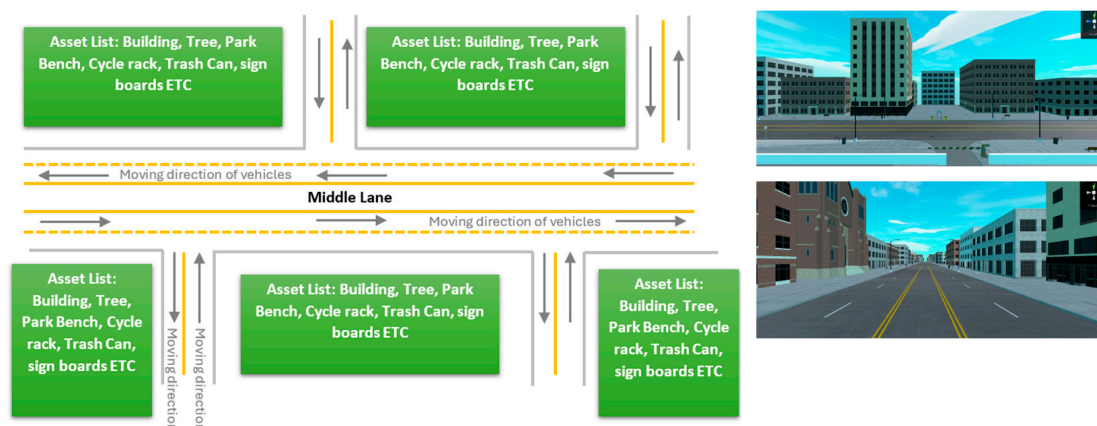 Asset List: Building, Tree, Park
Bench, Cycle rack, Trash Can, sign
boards ETC
Asset List: Building, Tree, Park
Bench, Cycle rack, Trash Can, sign
boards ETC
Moving direction of vehicles
Middle Lane
Moving direction of vehicles
Asset List:
Building, Tree,
Park Bench, Cycle
rack, Trash Can,
sign boards ETC
Moving direction
Moving direction
Asset List: Building, Tree, Park
Bench, Cycle rack, Trash Can, sign
boards ETC
Asset List:
Building, Tree,
Park Bench, Cycle
rack, Trash Can,
sign boards ETC